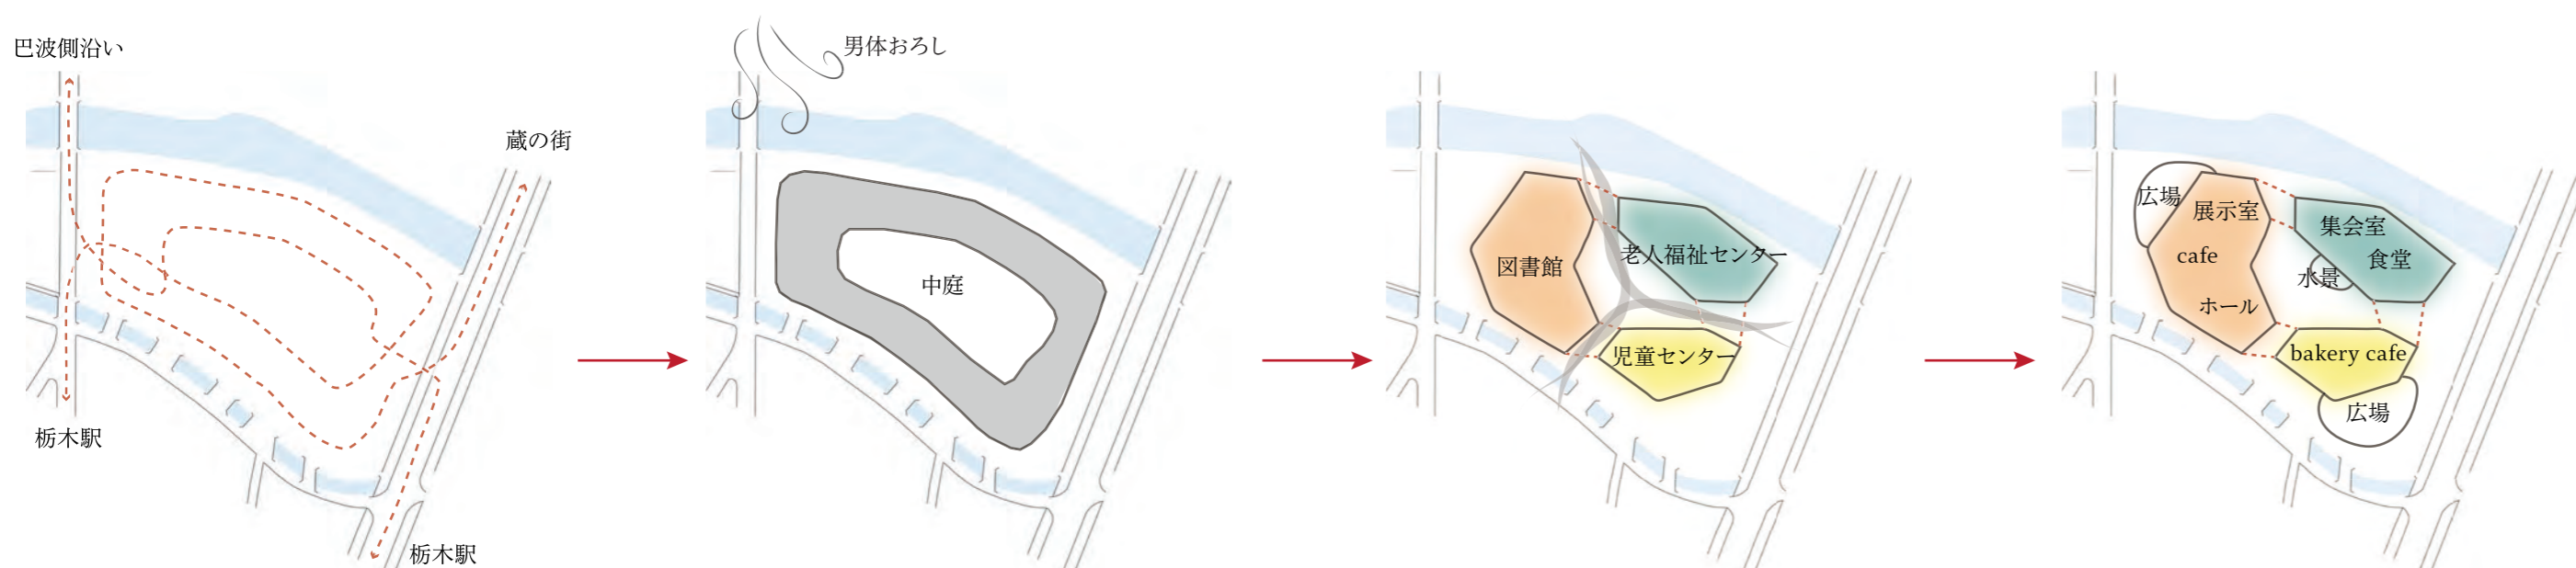 巴波側沿い
蔵の街
栃木駅
栃木駅
男体おろし
中庭
図書館
老人福祉センター
児童センター
広場
展示室
cafe
ホール
集会室
食堂
水景
bakery cafe
広場